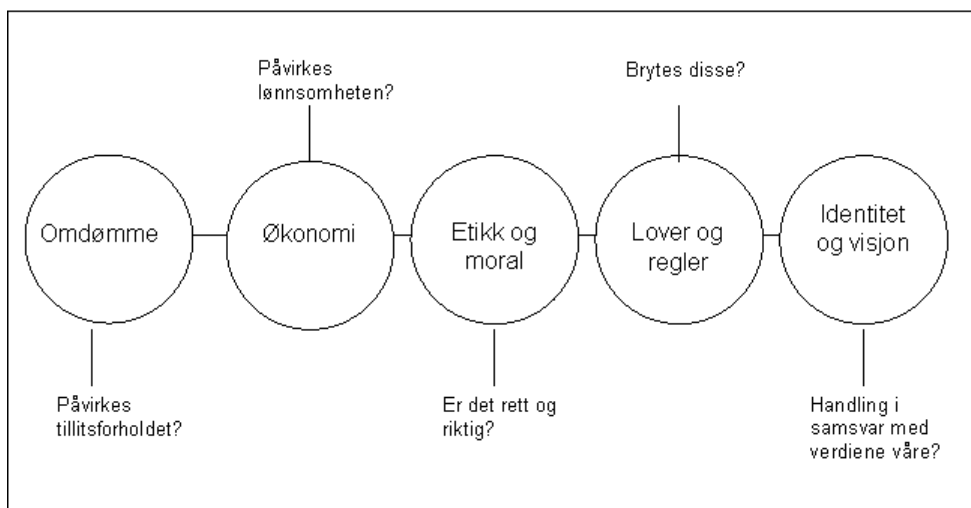 Påvirkes
lønnsomheten?
Brytes disse?
Omdømme
Økonomi
Etikk og
moral
Lover og
regler
Identitet
og visjon
Påvirkes
tillitsforholdet?
Er det rett og
riktig?
Handling i
samsvar med
verdiene våre?